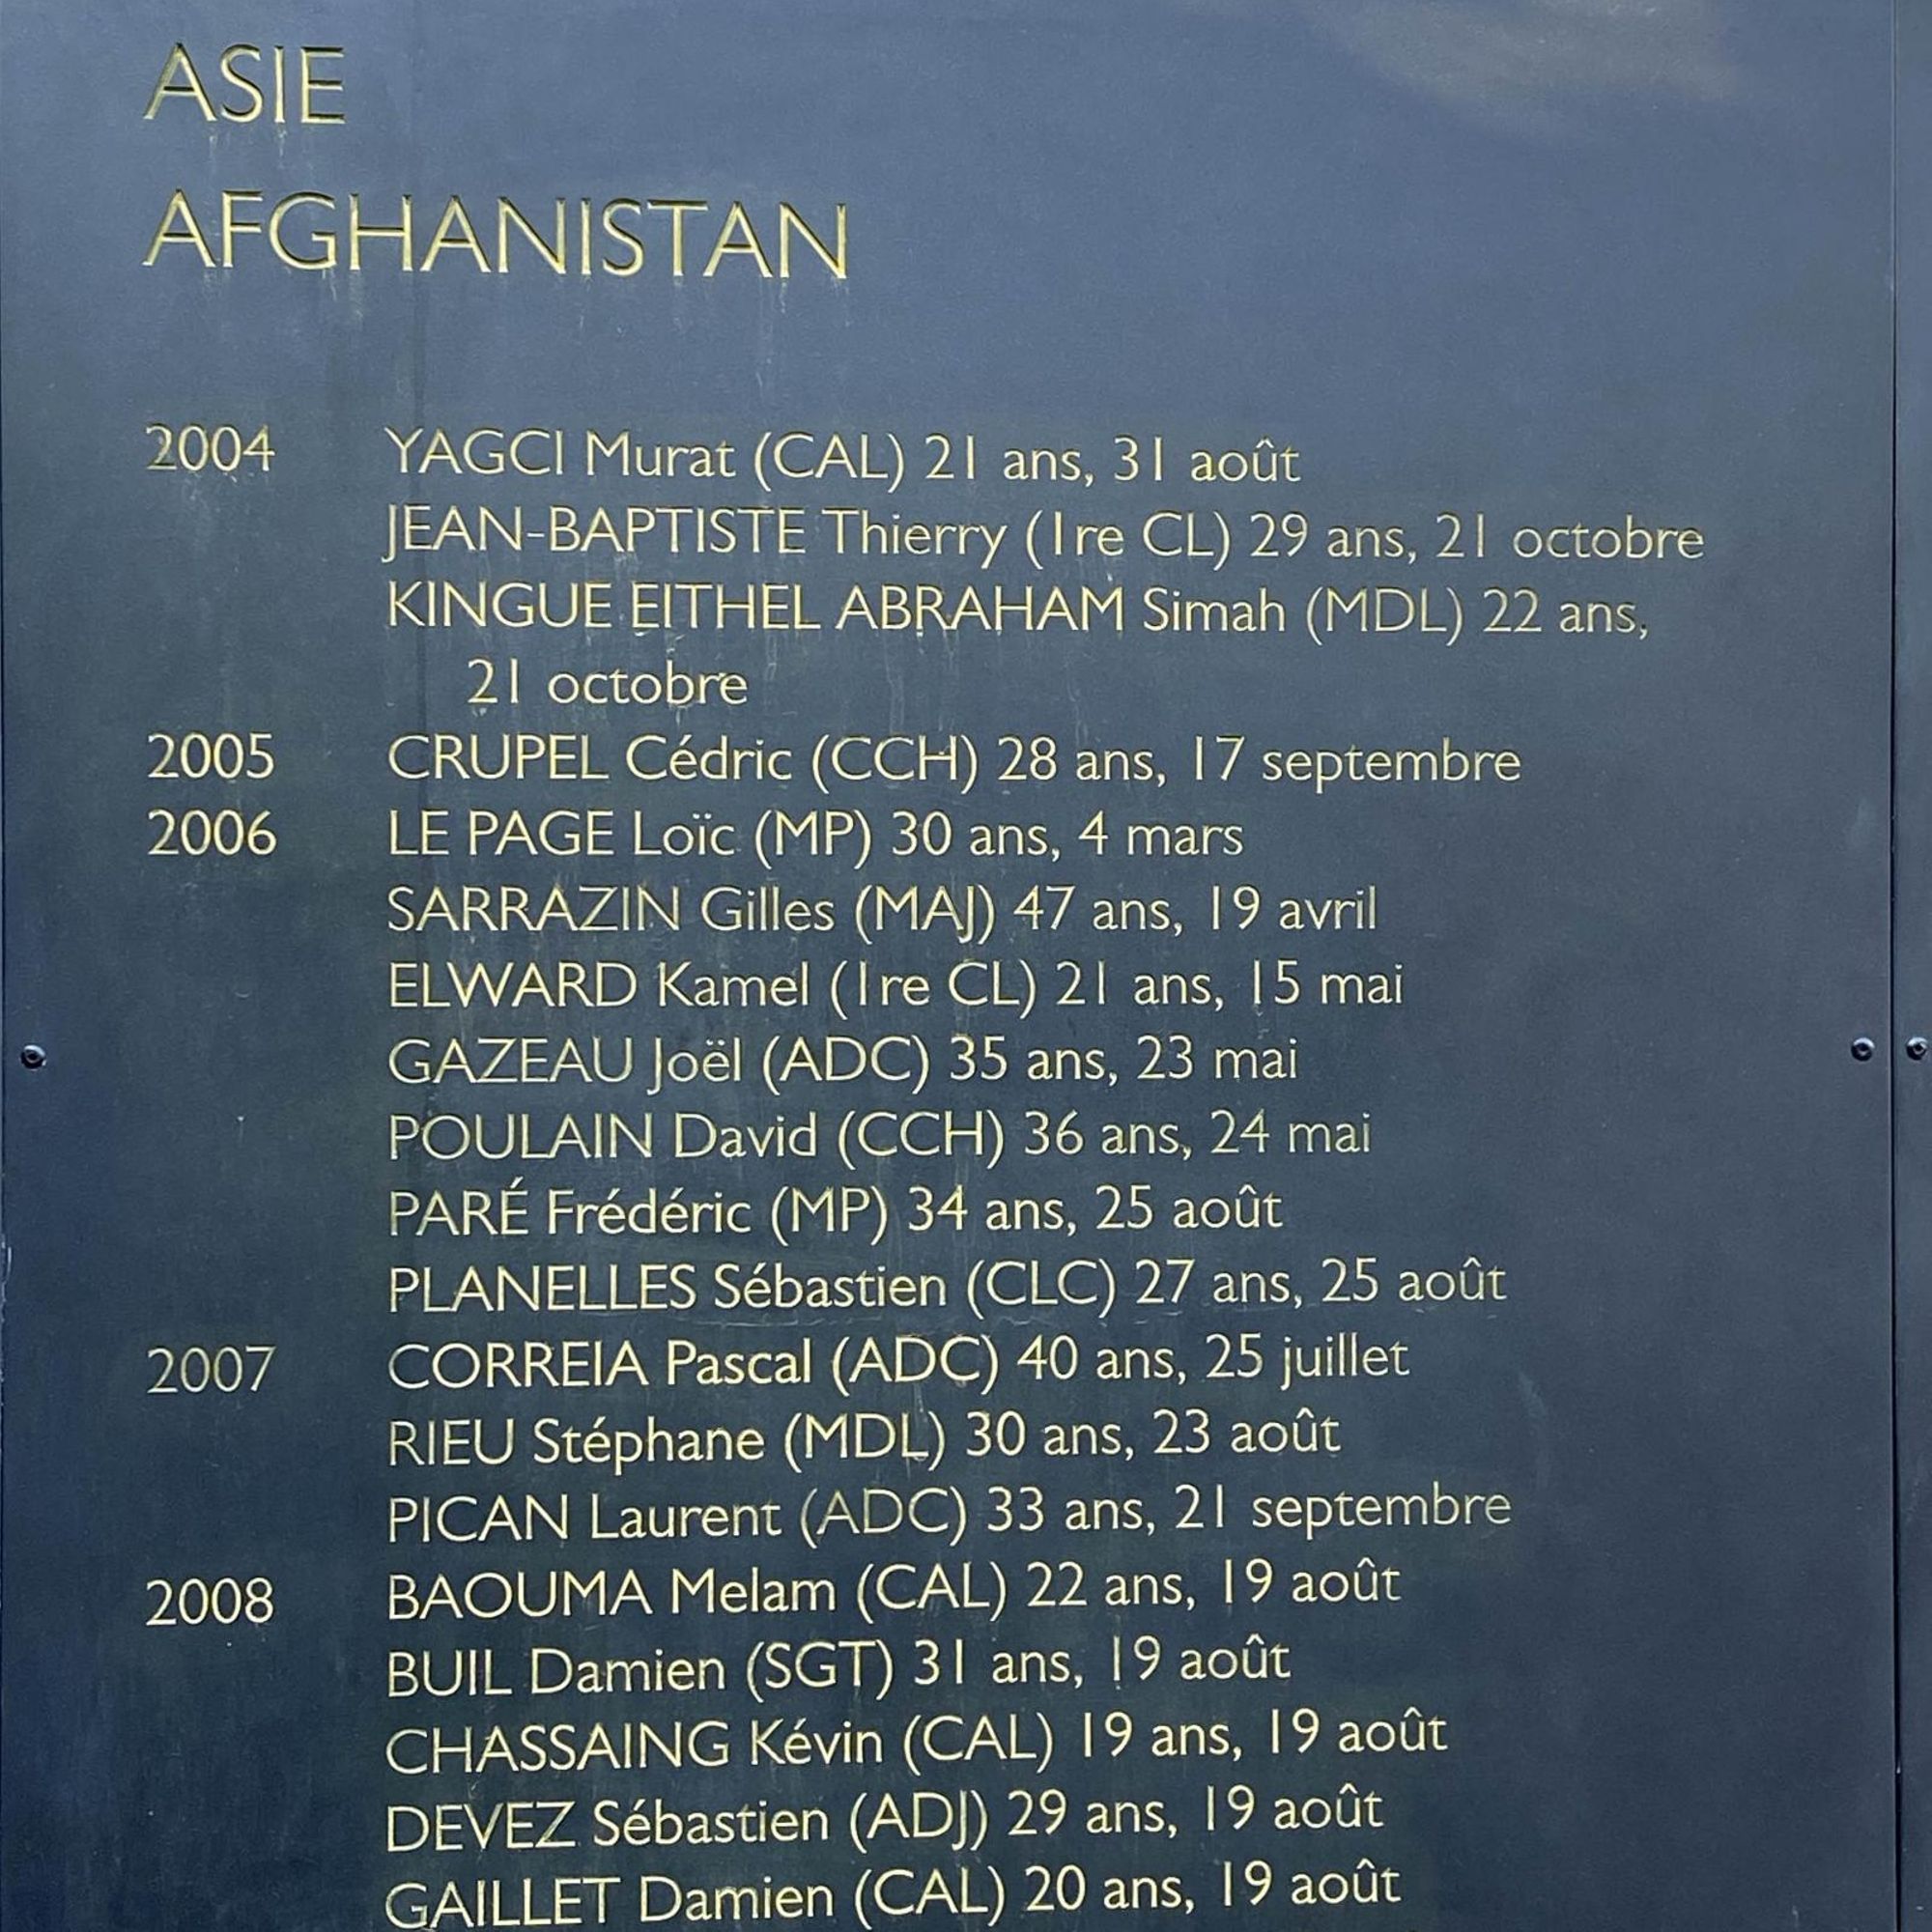 ASIE
AFGHANISTAN
2004 YAGCI Murat (CAL) 21 ans, 31 août
JEAN-BAPTISTE Thierry (1re CL) 29 ans, 21 octobre
KINGUE EITHEL ABRAHAM Simah (MDL) 22 ans,
21 octobre
2005 CRUPEL Cédric (CCH) 28 ans, 17 septembre
2006 LE PAGE Loïc (MP) 30 ans, 4 mars
SARRAZIN Gilles (MAJ) 47 ans, 19 avril
ELWARD Kamel (1re CL) 21 ans, 15 mai
GAZEAU Joël (ADC) 35 ans, 23 mai
POULAIN David (CCH) 36 ans, 24 mai
PARÉ Frédéric (MP) 34 ans, 25 août
PLANELLES Sébastien (CLC) 27 ans, 25 août
2007 CORREIA Pascal (ADC) 40 ans, 25 juillet
RIEU Stéphane (MDL) 30 ans, 23 août
PICAN Laurent (ADC) 33 ans, 21 septembre
2008 BAOUMA Melam (CAL) 22 ans, 19 août
BUIL Damien (SGT) 31 ans, 19 août
CHASSAING Kévin (CAL) 19 ans, 19 août
DEVEZ Sébastien (ADJ) 29 ans, 19 août
GAILLET Damien (CAL) 20 ans, 19 août